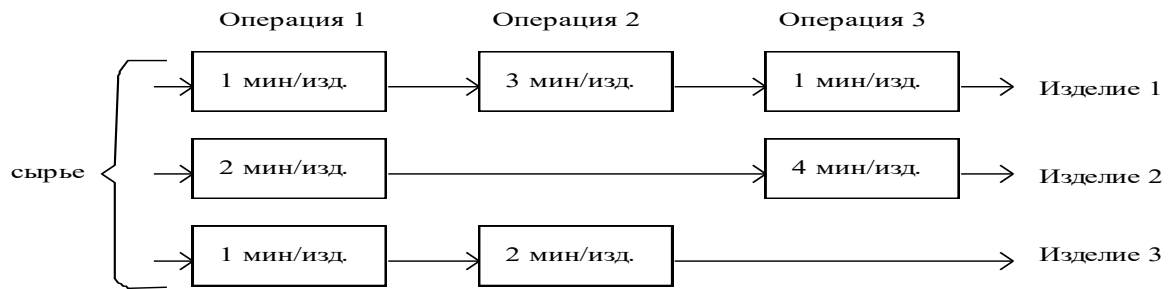 Операция 1 Операция 2 Операция 3
1 мин/изд. 3 мин/изд. 1 мин/изд. Изделие 1
сырье 2 мин/изд. 4 мин/изд. Изделие 2
1 мин/изд. 2 мин/изд. Изделие 3